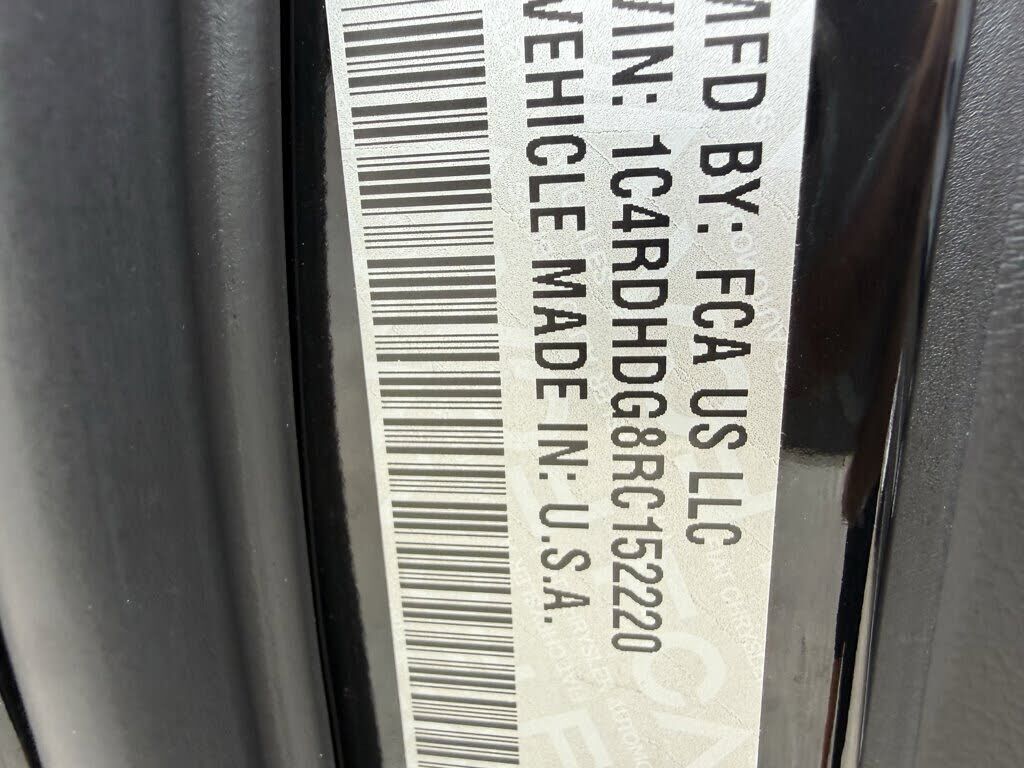 MFD BY: FCA US LLC
VIN: 1C4RDHDG8RC152220
VEHICLE MADE IN: U.S.A.